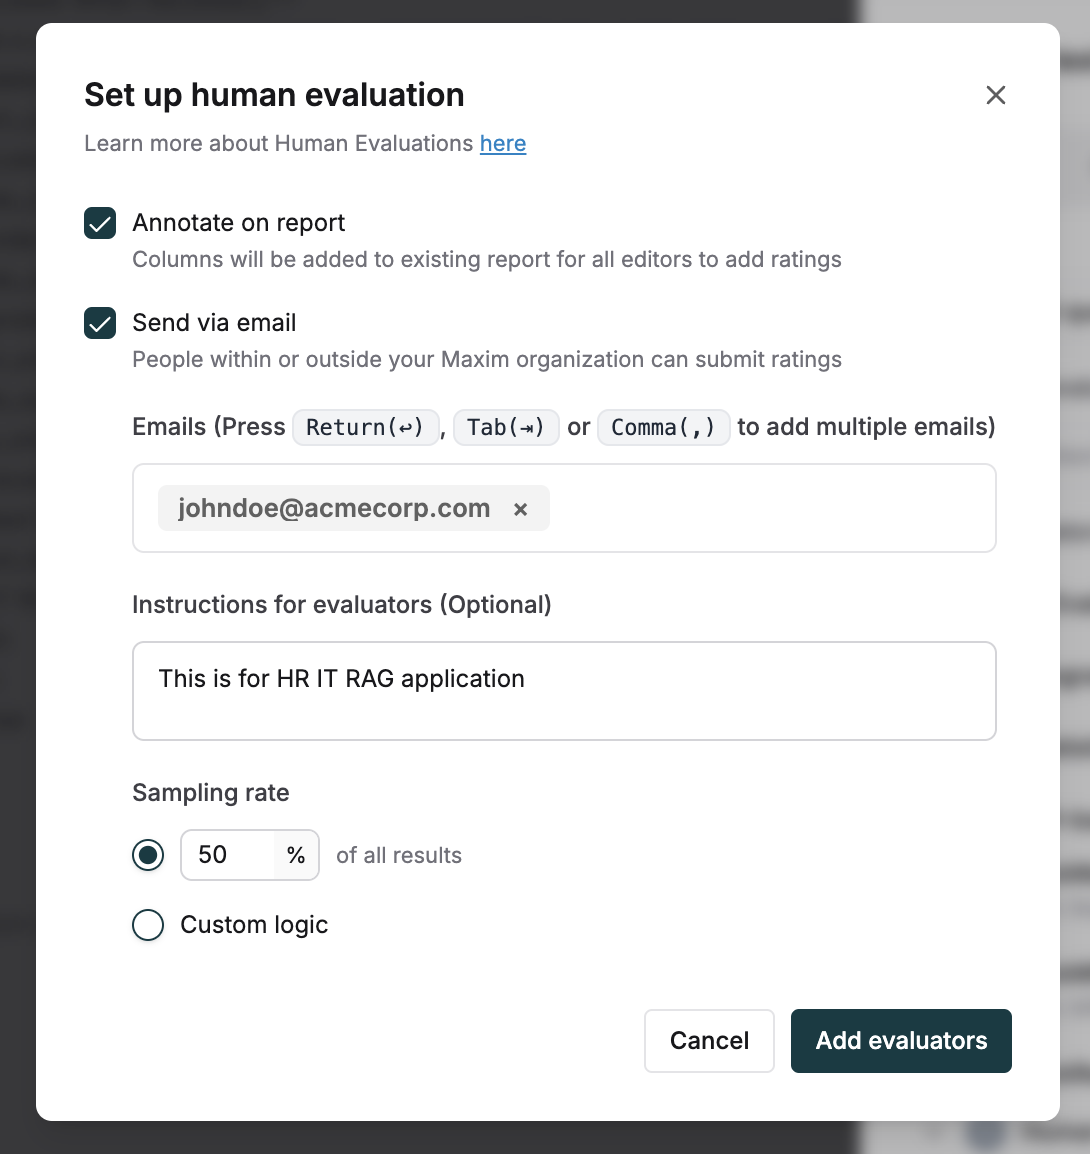 Set up human evaluation
Learn more about Human Evaluations here
Annotate on report
Columns will be added to existing report for all editors to add ratings
Send via email
People within or outside your Maxim organization can submit ratings
Emails (Press Return(↩), Tab(⇥) or Comma(,) to add multiple emails)
johndoe@acmecorp.com ×
Instructions for evaluators (Optional)
This is for HR IT RAG application
Sampling rate
50 % of all results
Custom logic
Cancel Add evaluators